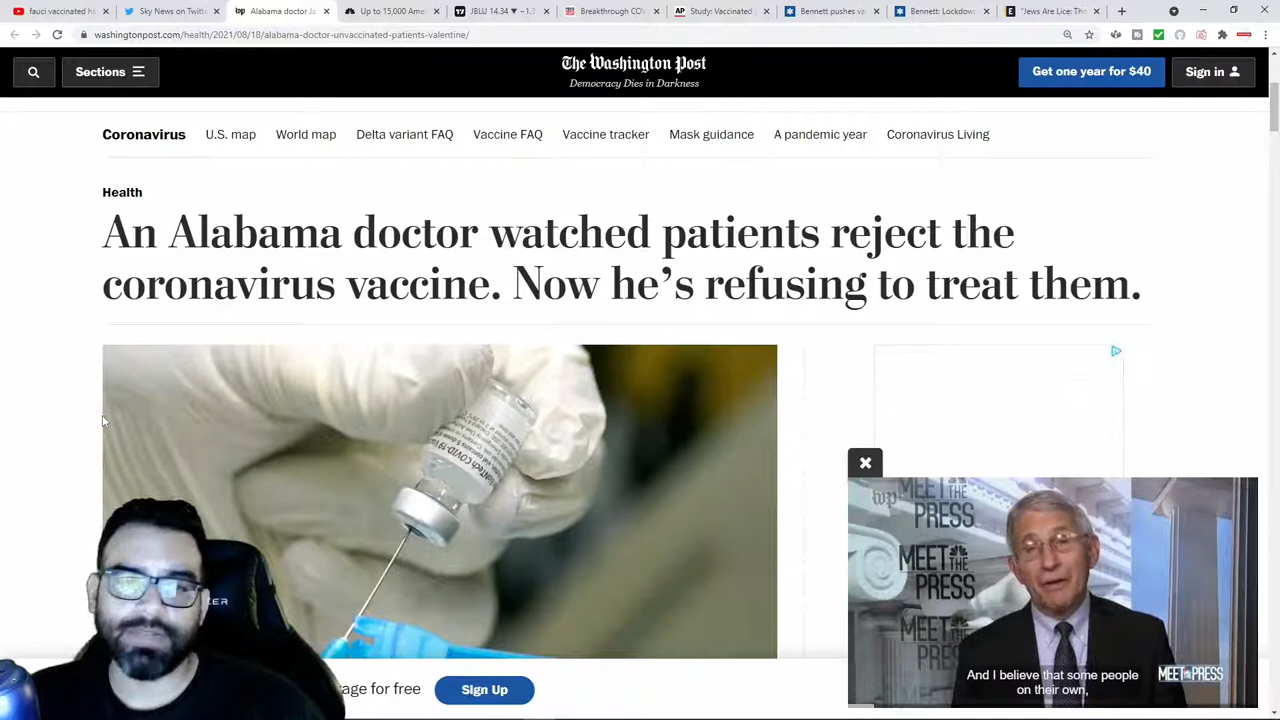 fauci vaccinated h
Sky News on Twitt
Alabama doctor Ja
Up to 15,000 Ame
JBLU 14.34 ▼ −1.3
Breakthrough CO
Study: Vaccinated
Bennett pushes va
Bennett: Lockdow
"Jews Are Lice: The
washingtonpost.com/health/2021/08/18/alabama-doctor-unvaccinated-patients-valentine/
Sections
The Washington Post
Democracy Dies in Darkness
Get one year for $40
Sign in
Coronavirus
U.S. map
World map
Delta variant FAQ
Vaccine FAQ
Vaccine tracker
Mask guidance
A pandemic year
Coronavirus Living
Health
An Alabama doctor watched patients reject the
coronavirus vaccine. Now he's refusing to treat them.
MEET THE PRESS
MEET THE PRESS
And I believe that some people
on their own,
MEET THE PRESS
rage for free
Sign Up